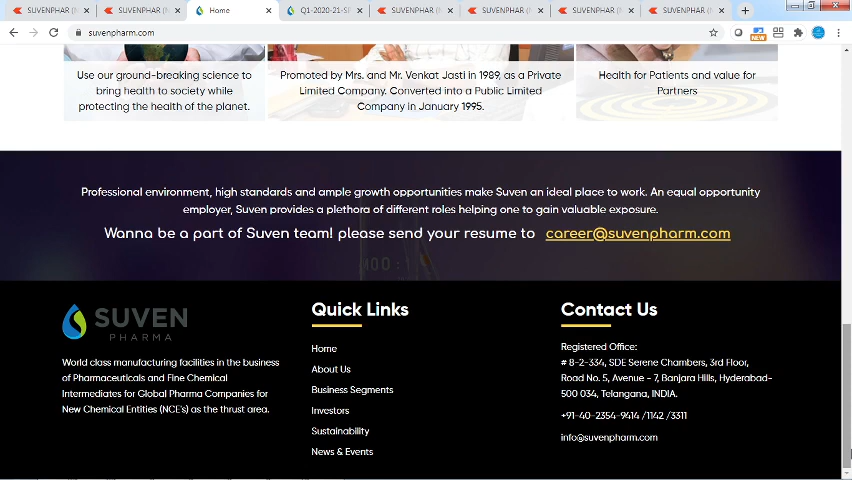 SUVENPHAR (N
SUVENPHAR (N
Home
Q1-2020-21-SP
SUVENPHAR (N
SUVENPHAR (N
SUVENPHAR (N
SUVENPHAR (N
suvenpharm.com
NEW
Use our ground-breaking science to
bring health to society while
protecting the health of the planet.
Promoted by Mrs. and Mr. Venkat Jasti in 1989, as a Private
Limited Company. Converted into a Public Limited
Company in January 1995.
Health for Patients and value for
Partners
Professional environment, high standards and ample growth opportunities make Suven an ideal place to work. An equal opportunity
employer, Suven provides a plethora of different roles helping one to gain valuable exposure.
Wanna be a part of Suven team! please send your resume to career@suvenpharm.com
SUVEN
PHARMA
World class manufacturing facilities in the business
of Pharmaceuticals and Fine Chemical
Intermediates for Global Pharma Companies for
New Chemical Entities (NCE's) as the thrust area.
Quick Links
Home
About Us
Business Segments
Investors
Sustainability
News & Events
Contact Us
Registered Office:
# 8-2-334, SDE Serene Chambers, 3rd Floor,
Road No. 5, Avenue - 7, Banjara Hills, Hyderabad-
500 034, Telangana, INDIA.
+91-40-2354-9414 /1142 /3311
info@suvenpharm.com